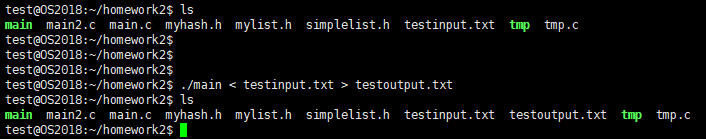 test@OS2018:~/homework2$ ls
main main2.c main.c myhash.h mylist.h simplelist.h testinput.txt tmp tmp.c
test@OS2018:~/homework2$
test@OS2018:~/homework2$
test@OS2018:~/homework2$ ./main < testinput.txt > testoutput.txt
test@OS2018:~/homework2$ ls
main main2.c main.c myhash.h mylist.h simplelist.h testinput.txt testoutput.txt tmp tmp.c
test@OS2018:~/homework2$